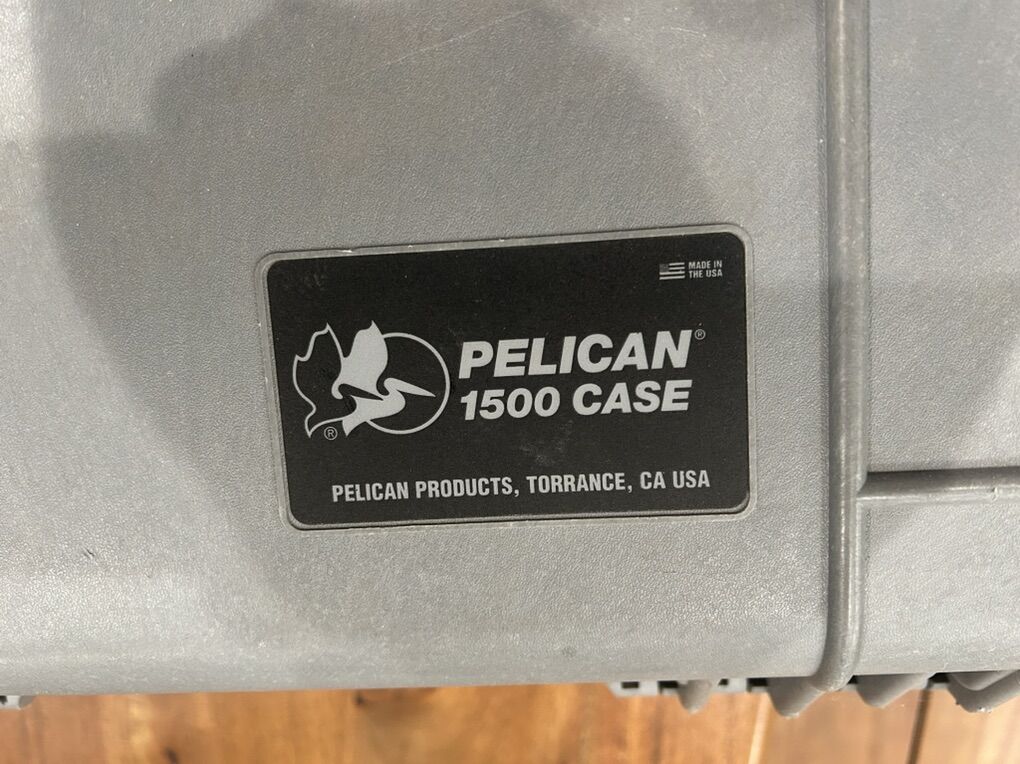 MADE IN
THE USA
PELICAN®
1500 CASE
®
PELICAN PRODUCTS, TORRANCE, CA USA